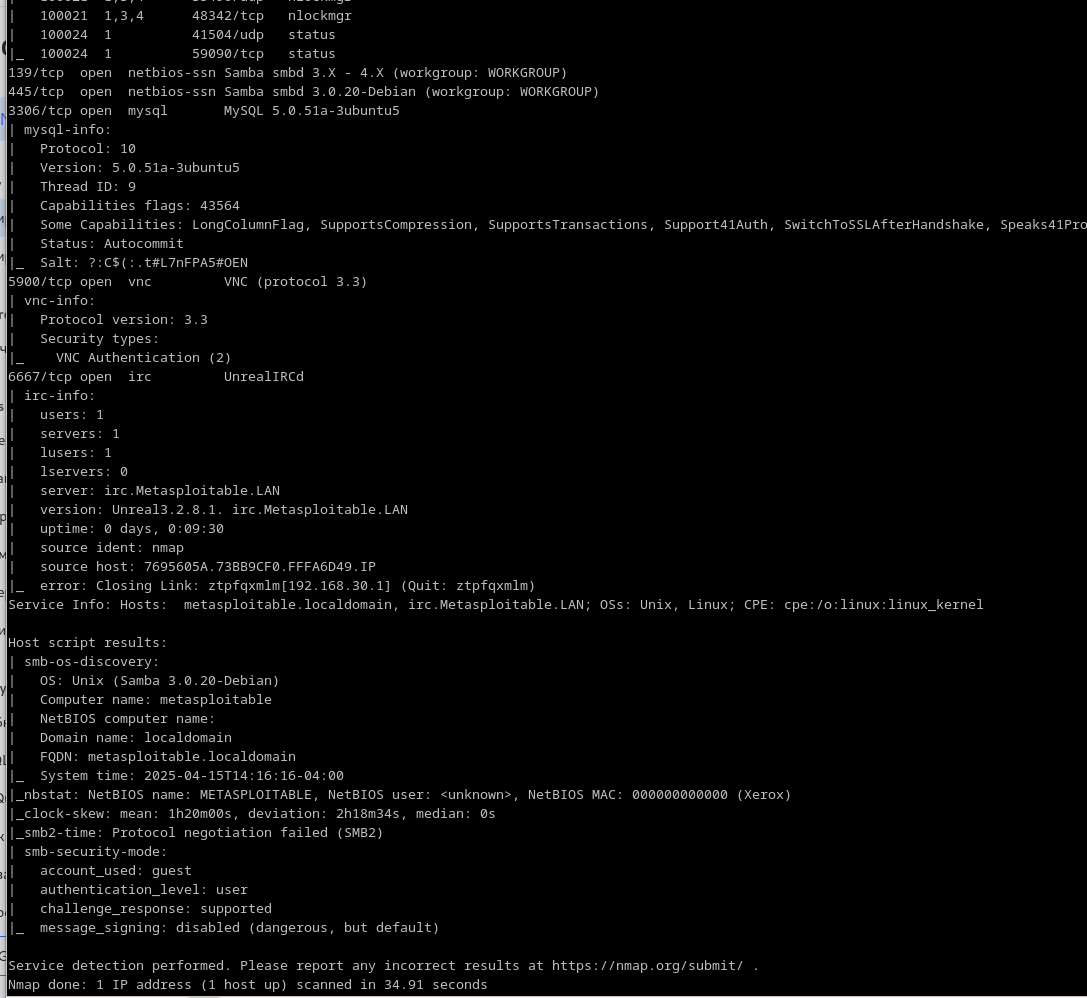 100021  1,3,4      48342/tcp   nlockmgr
|   100024  1          41504/udp   status
|_  100024  1          59090/tcp   status
139/tcp  open  netbios-ssn Samba smbd 3.X - 4.X (workgroup: WORKGROUP)
445/tcp  open  netbios-ssn Samba smbd 3.0.20-Debian (workgroup: WORKGROUP)
3306/tcp open  mysql       MySQL 5.0.51a-3ubuntu5
| mysql-info:
|   Protocol: 10
|   Version: 5.0.51a-3ubuntu5
|   Thread ID: 9
|   Capabilities flags: 43564
|   Some Capabilities: LongColumnFlag, SupportsCompression, SupportsTransactions, Support41Auth, SwitchToSSLAfterHandshake, Speaks41Pro
|   Status: Autocommit
|_  Salt: ?:C$(:.t#L7nFPA5#OEN
5900/tcp open  vnc         VNC (protocol 3.3)
| vnc-info:
|   Protocol version: 3.3
|   Security types:
|_    VNC Authentication (2)
6667/tcp open  irc         UnrealIRCd
| irc-info:
|   users: 1
|   servers: 1
|   lusers: 1
|   lservers: 0
|   server: irc.Metasploitable.LAN
|   version: Unreal3.2.8.1. irc.Metasploitable.LAN
|   uptime: 0 days, 0:09:30
|   source ident: nmap
|   source host: 7695605A.73BB9CF0.FFFA6D49.IP
|_  error: Closing Link: ztpfqxmlm[192.168.30.1] (Quit: ztpfqxmlm)
Service Info: Hosts:  metasploitable.localdomain, irc.Metasploitable.LAN; OSs: Unix, Linux; CPE: cpe:/o:linux:linux_kernel

Host script results:
| smb-os-discovery:
|   OS: Unix (Samba 3.0.20-Debian)
|   Computer name: metasploitable
|   NetBIOS computer name:
|   Domain name: localdomain
|   FQDN: metasploitable.localdomain
|_  System time: 2025-04-15T14:16:16-04:00
|_nbstat: NetBIOS name: METASPLOITABLE, NetBIOS user: <unknown>, NetBIOS MAC: 000000000000 (Xerox)
|_clock-skew: mean: 1h20m00s, deviation: 2h18m34s, median: 0s
|_smb2-time: Protocol negotiation failed (SMB2)
| smb-security-mode:
|   account_used: guest
|   authentication_level: user
|   challenge_response: supported
|_  message_signing: disabled (dangerous, but default)

Service detection performed. Please report any incorrect results at https://nmap.org/submit/ .
Nmap done: 1 IP address (1 host up) scanned in 34.91 seconds